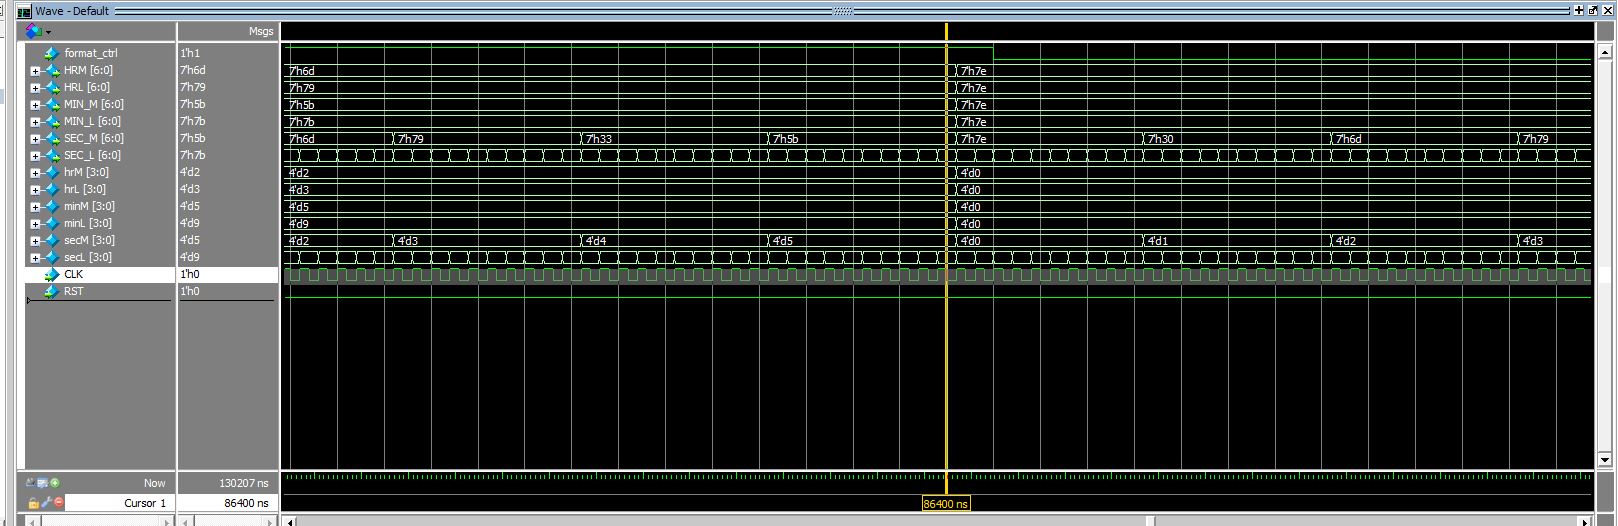 Wave - Default
Msgs
format_ctrl 1'h1
HRM [6:0] 7'h6d 7'h6d 7'h7e
HRL [6:0] 7'h79 7'h79 7'h7e
MIN_M [6:0] 7'h5b 7'h5b 7'h7e
MIN_L [6:0] 7'h7b 7'h7b 7'h7e
SEC_M [6:0] 7'h5b 7'h6d 7'h79 7'h33 7'h5b 7'h7e 7'h30 7'h6d 7'h79
SEC_L [6:0] 7'h7b
hrM [3:0] 4'd2 4'd2 4'd0
hrL [3:0] 4'd3 4'd3 4'd0
minM [3:0] 4'd5 4'd5 4'd0
minL [3:0] 4'd9 4'd9 4'd0
secM [3:0] 4'd5 4'd2 4'd3 4'd4 4'd5 4'd0 4'd1 4'd2 4'd3
secL [3:0] 4'd9
CLK 1'h0
RST 1'h0
Now 130207 ns
Cursor 1 86400 ns 86400 ns